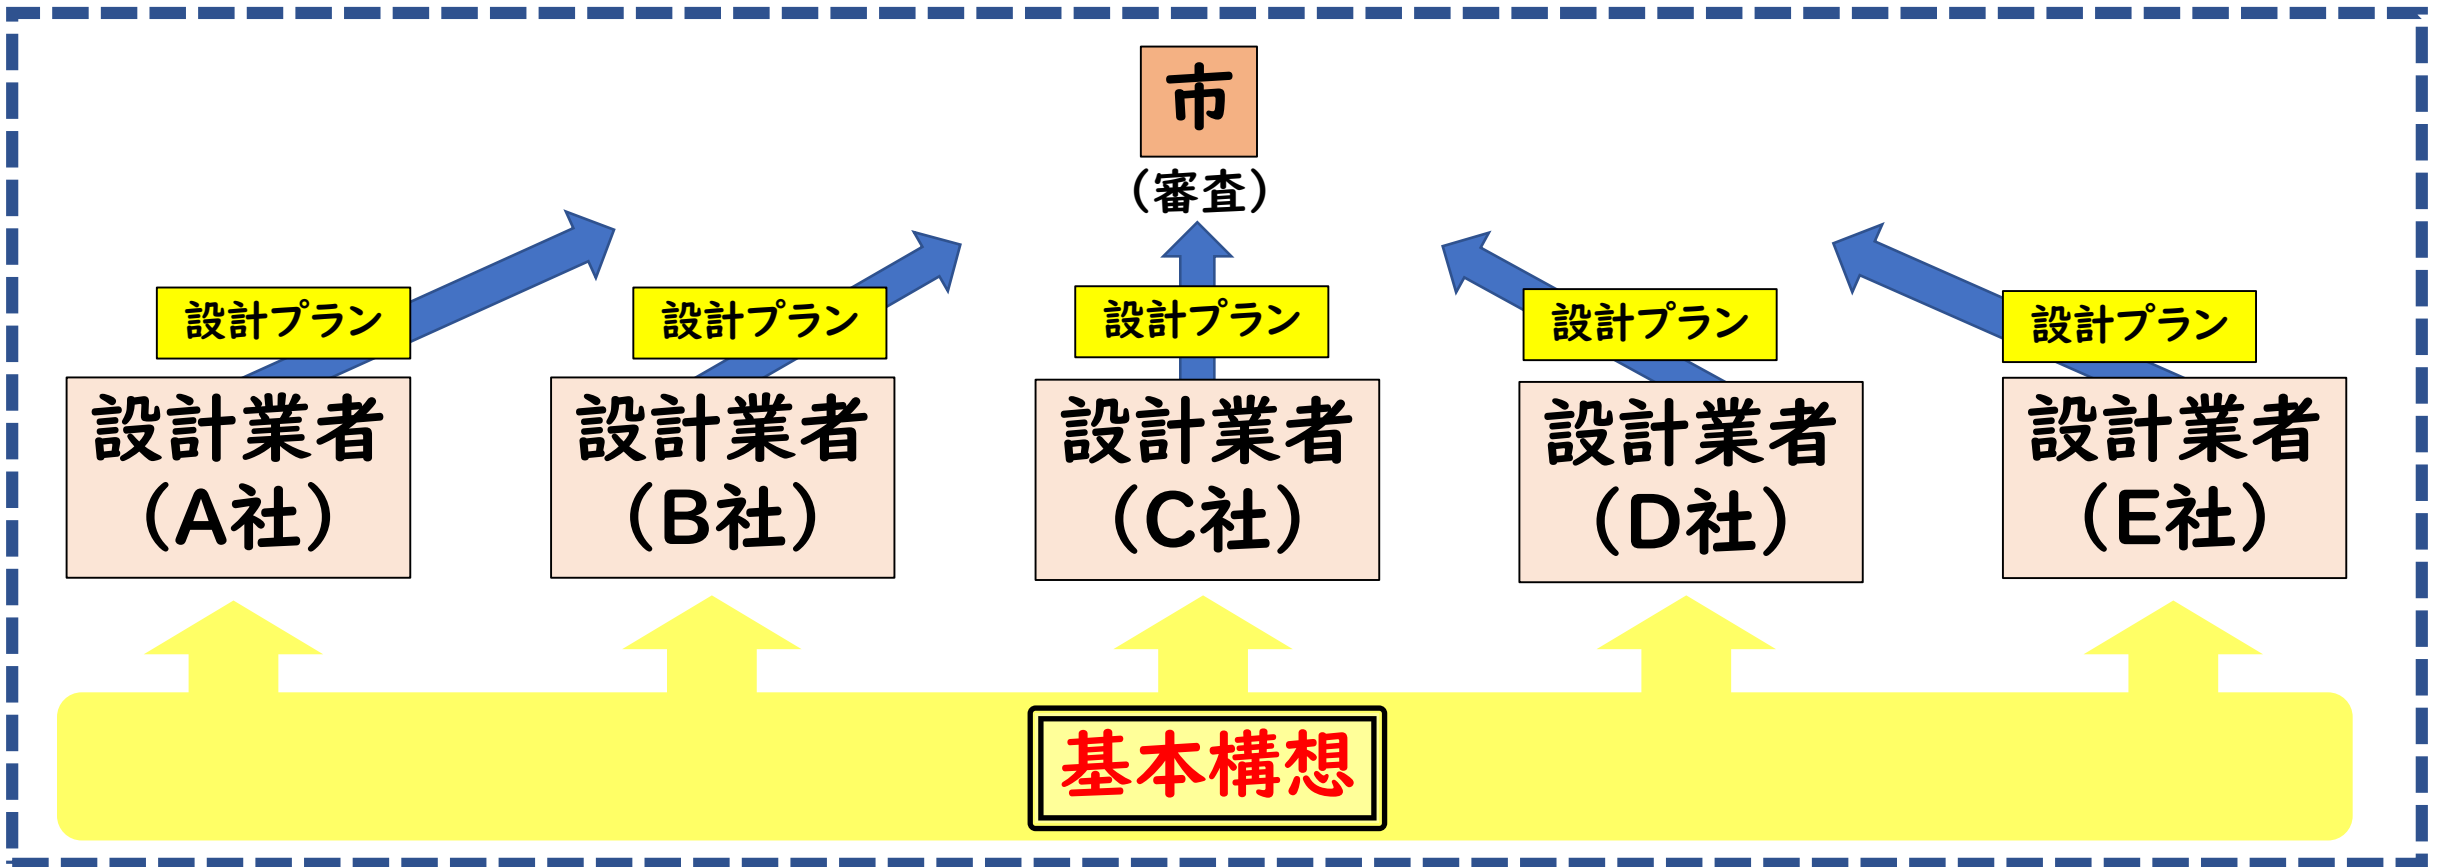 市
（審査）
設計プラン
設計プラン
設計プラン
設計プラン
設計プラン
設計業者
（A社）
設計業者
（B社）
設計業者
（C社）
設計業者
（D社）
設計業者
（E社）
基本構想